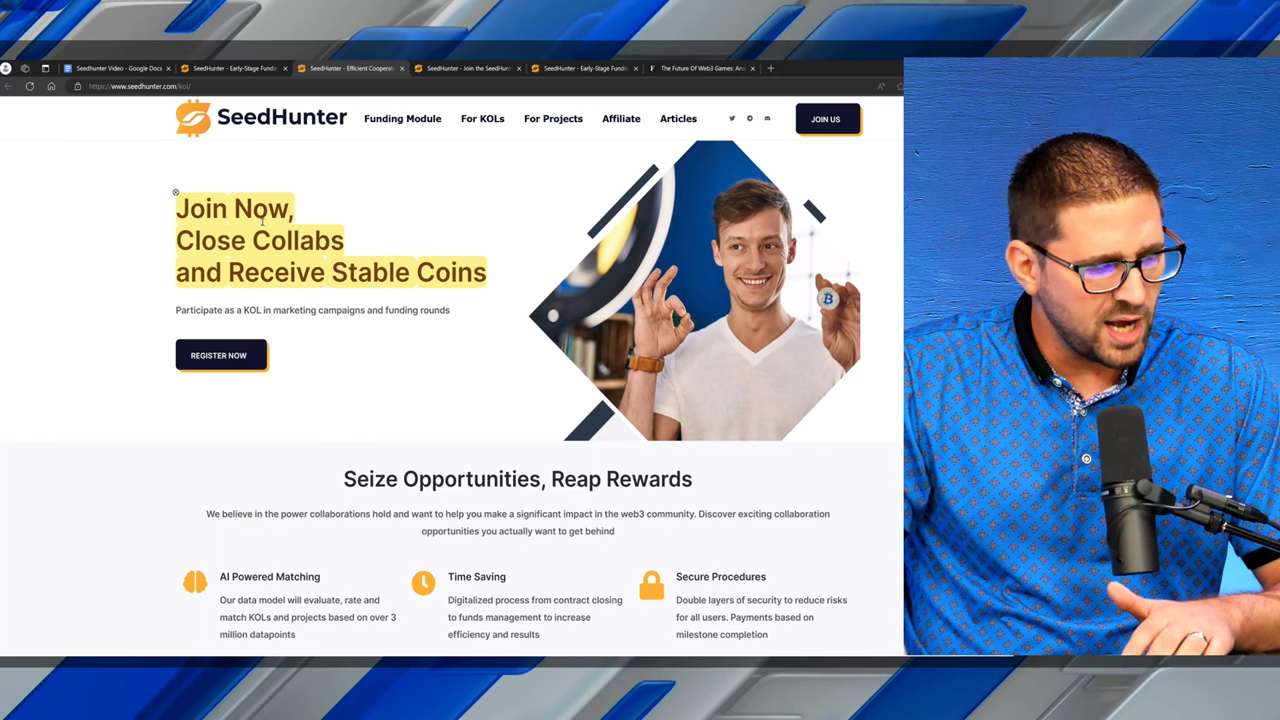 Seedhunter Video - Google Docs
SeedHunter - Early-Stage Fundi
SeedHunter - Efficient Cooperat
SeedHunter - Join the SeedHun
SeedHunter - Early-Stage Fundi
The Future Of Web3 Games: An
https://www.seedhunter.com/kol/
SeedHunter
Funding Module
For KOLs
For Projects
Affiliate
Articles
JOIN US
Join Now,
Close Collabs
and Receive Stable Coins
Participate as a KOL in marketing campaigns and funding rounds
REGISTER NOW
Seize Opportunities, Reap Rewards
We believe in the power collaborations hold and want to help you make a significant impact in the web3 community. Discover exciting collaboration
opportunities you actually want to get behind
AI Powered Matching
Our data model will evaluate, rate and
match KOLs and projects based on over 3
million datapoints
Time Saving
Digitalized process from contract closing
to funds management to increase
efficiency and results
Secure Procedures
Double layers of security to reduce risks
for all users. Payments based on
milestone completion